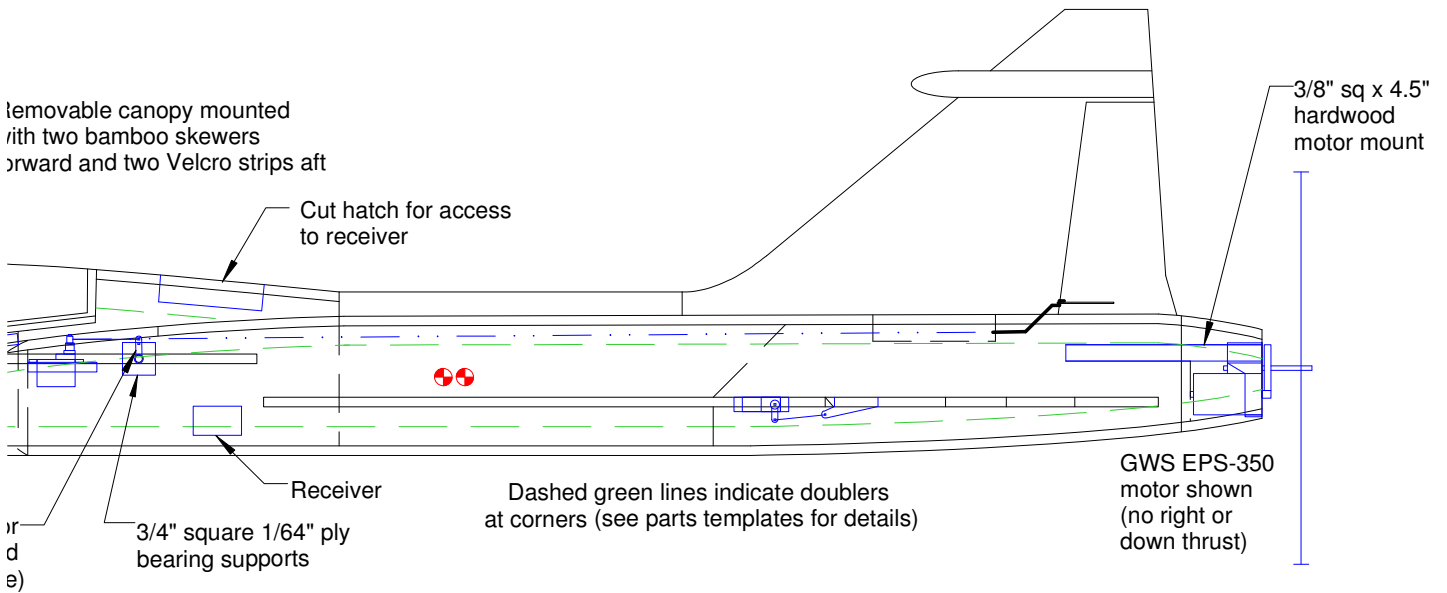 Removable canopy mounted
with two bamboo skewers
forward and two Velcro strips aft
Cut hatch for access
to receiver
3/8" sq x 4.5"
hardwood
motor mount
Receiver
3/4" square 1/64" ply
bearing supports
Dashed green lines indicate doublers
at corners (see parts templates for details)
GWS EPS-350
motor shown
(no right or
down thrust)
or
d
e)